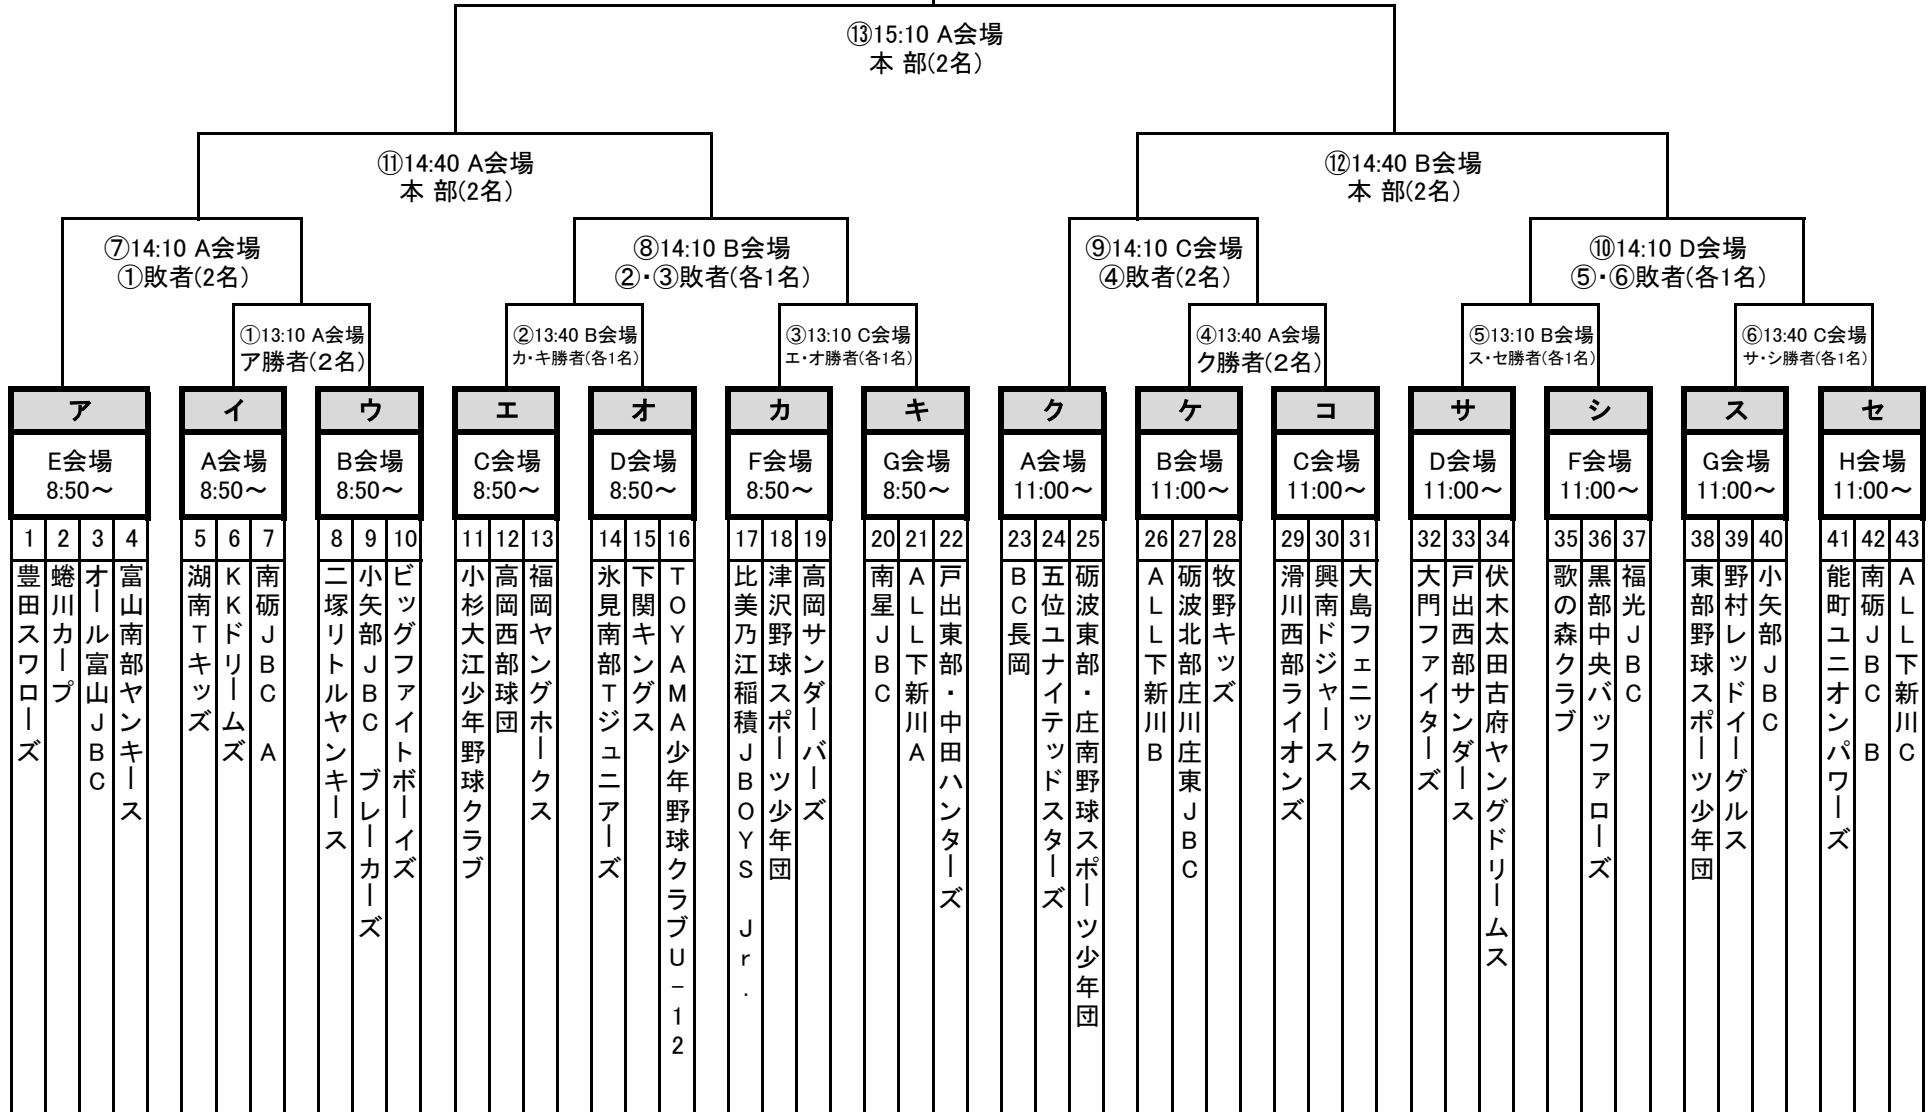 ⑬15:10 A会場
本 部(2名)
⑪14:40 A会場
本 部(2名)
⑫14:40 B会場
本 部(2名)
⑦14:10 A会場
①敗者(2名)
⑧14:10 B会場
②・③敗者(各1名)
⑨14:10 C会場
④敗者(2名)
⑩14:10 D会場
⑤・⑥敗者(各1名)
①13:10 A会場
ア勝者(2名)
②13:40 B会場
カ・キ勝者(各1名)
③13:10 C会場
エ・オ勝者(各1名)
④13:40 A会場
ク勝者(2名)
⑤13:10 B会場
ス・セ勝者(各1名)
⑥13:40 C会場
サ・シ勝者(各1名)
ア
E会場
8:50～
1
豊田スワローズ
2
蜷川カープ
3
オール富山JBC
4
富山南部ヤンキース
イ
A会場
8:50～
5
湖南Tキッズ
6
KKドリームズ
7
南砺JBC A
ウ
B会場
8:50～
8
二塚リトルヤンキース
9
小矢部JBC ブレーカーズ
10
ビッグファイトボーイズ
エ
C会場
8:50～
11
小杉大江少年野球クラブ
12
高岡西部球団
13
福岡ヤングホークス
オ
D会場
8:50～
14
氷見南部Tジュニアーズ
15
下関キングス
16
TOYAMA少年野球クラブU-12
カ
F会場
8:50～
17
比美乃江稲積JBOYS Jr.
18
津沢野球スポーツ少年団
19
高岡サンダーバーズ
キ
G会場
8:50～
20
南星JBC
21
ALL下新川A
22
戸出東部・中田ハンターズ
ク
A会場
11:00～
23
BC長岡
24
五位ユナイテッドスターズ
25
砺波東部・庄南野球スポーツ少年団
ケ
B会場
11:00～
26
ALL下新川B
27
砺波北部庄川庄東JBC
28
牧野キッズ
コ
C会場
11:00～
29
滑川西部ライオンズ
30
興南ドジャース
31
大島フェニックス
サ
D会場
11:00～
32
大門ファイターズ
33
戸出西部サンダース
34
伏木太田古府ヤングドリームス
シ
F会場
11:00～
35
歌の森クラブ
36
黒部中央バッファローズ
37
福光JBC
ス
G会場
11:00～
38
東部野球スポーツ少年団
39
野村レッドイーグルス
40
小矢部JBC
セ
H会場
11:00～
41
能町ユニオンパワーズ
42
南砺JBC B
43
ALL下新川C